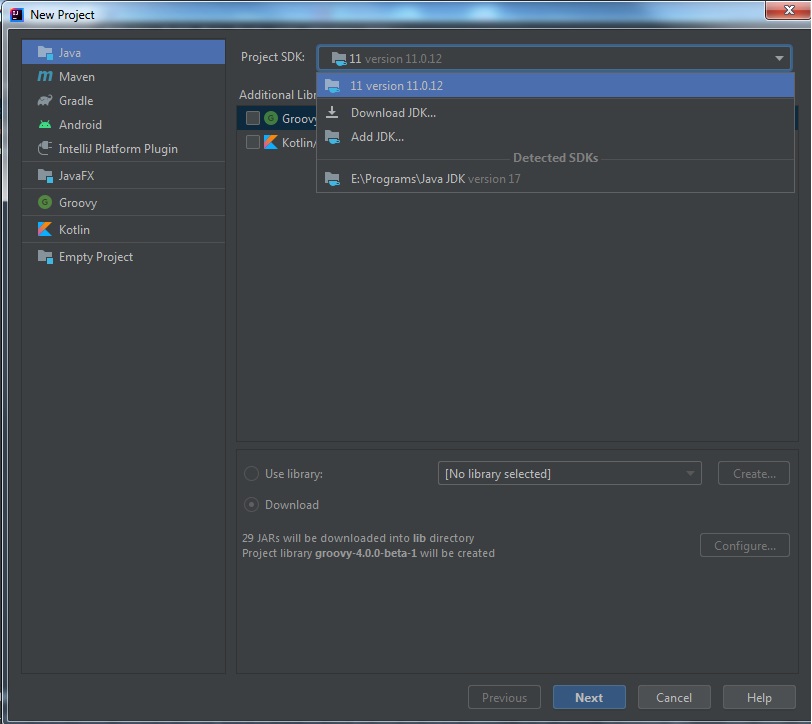 New Project
Java
Maven
Gradle
Android
IntelliJ Platform Plugin
JavaFX
Groovy
Kotlin
Empty Project
Project SDK: 11 version 11.0.12
11 version 11.0.12
Download JDK...
Add JDK...
Detected SDKs
E:\Programs\Java JDK version 17
Additional Libr
Groovy
Kotlin/
Use library: [No library selected] Create...
Download
29 JARs will be downloaded into lib directory
Project library groovy-4.0.0-beta-1 will be created
Configure...
Previous Next Cancel Help